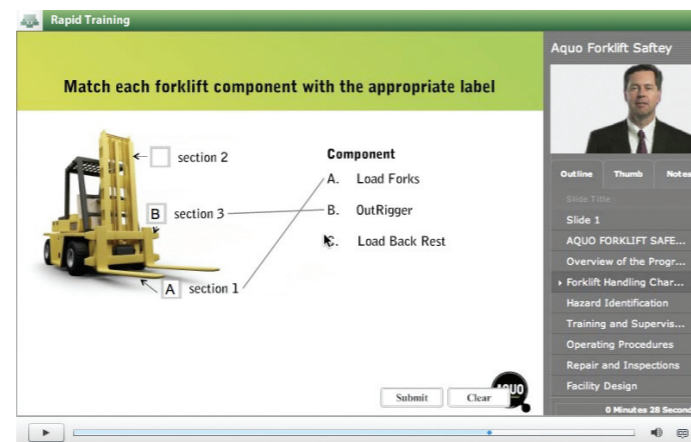 Rapid Training
Match each forklift component with the appropriate label
section 2
B section 3
A section 1
Component
A. Load Forks
B. OutRigger
C. Load Back Rest
AQUO
Submit
Clear
Aquo Forklift Saftey
Outline Thumb Notes
Slide Title
Slide 1
AQUO FORKLIFT SAFE...
Overview of the Progr...
Forklift Handling Char...
Hazard Identification
Training and Supervis...
Operating Procedures
Repair and Inspections
Facility Design
0 Minutes 28 Second